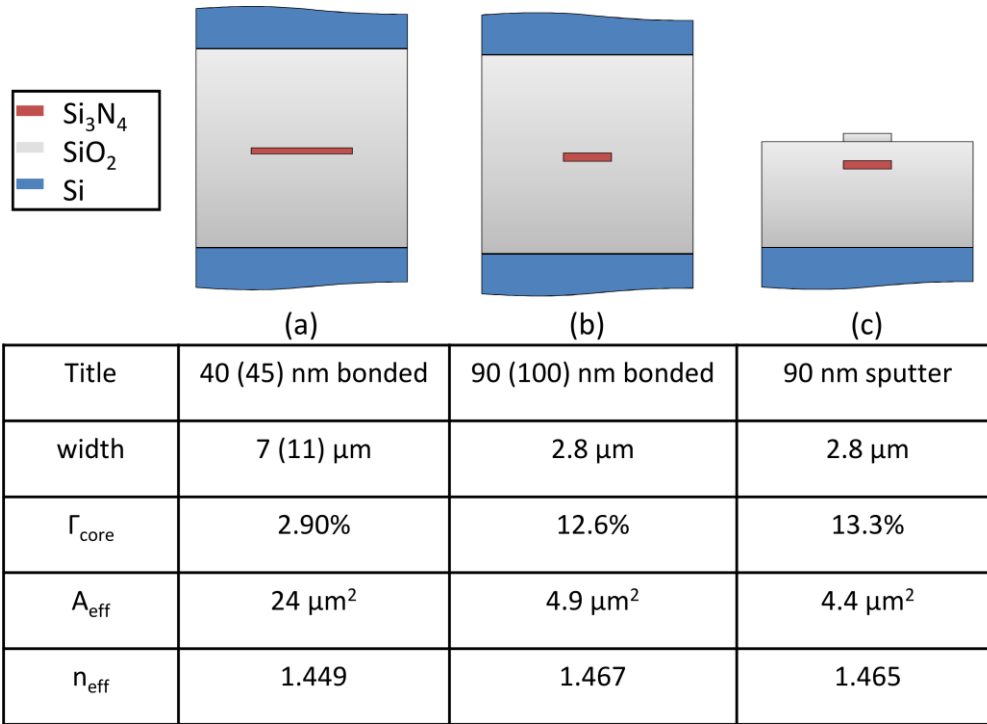 Si₃N₄
SiO₂
Si
(a) (b) (c)
Title 40 (45) nm bonded 90 (100) nm bonded 90 nm sputter
width 7 (11) μm 2.8 μm 2.8 μm
Γcore 2.90% 12.6% 13.3%
Aeff 24 μm² 4.9 μm² 4.4 μm²
neff 1.449 1.467 1.465